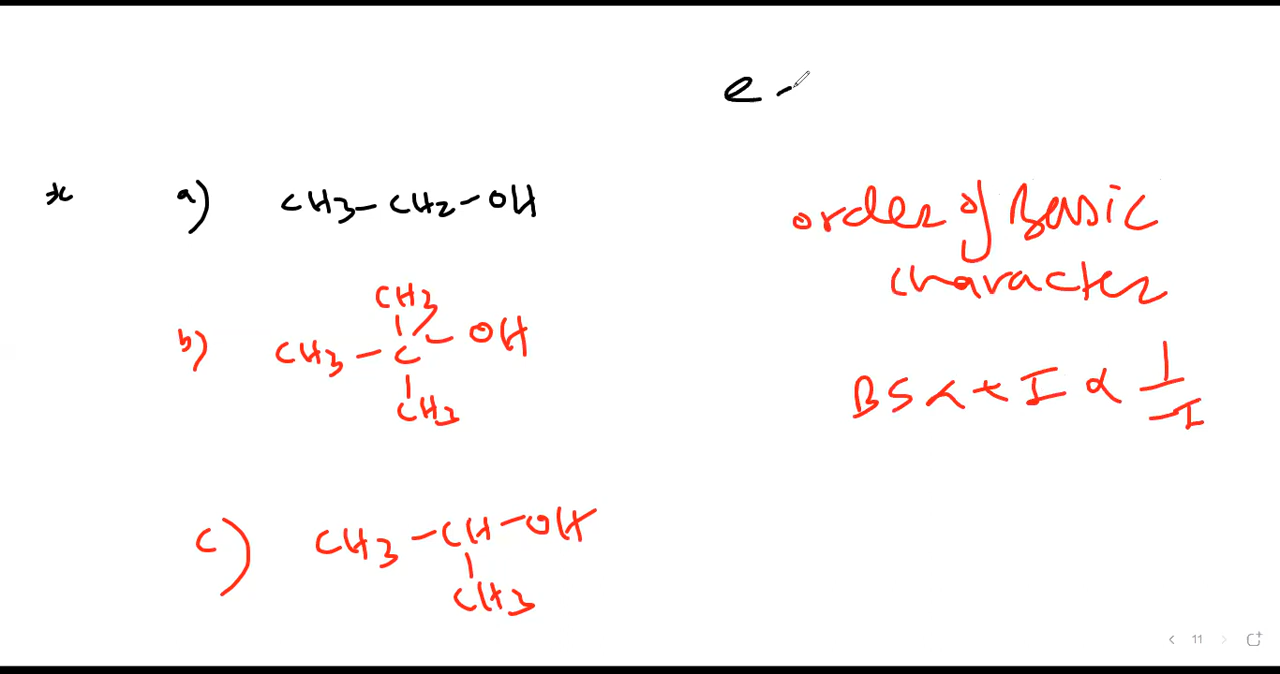 e -
* a) CH3-CH2-OH
order of Basic
character
CH3
b) CH3-C-OH
CH3
BS ∝ +I ∝ 1/-I
c) CH3-CH-OH
CH3
11